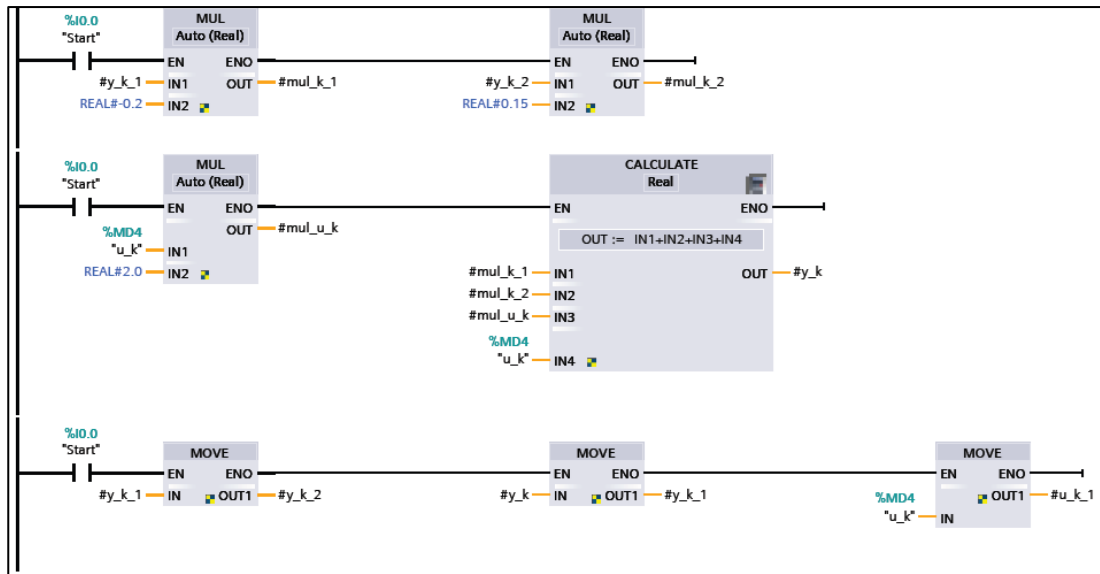 %I0.0
"Start"
MUL
Auto (Real)
EN ENO
#y_k_1 IN1 OUT #mul_k_1
REAL#-0.2 IN2
MUL
Auto (Real)
EN ENO
#y_k_2 IN1 OUT #mul_k_2
REAL#0.15 IN2
%I0.0
"Start"
MUL
Auto (Real)
EN ENO
OUT #mul_u_k
%MD4
"u_k" IN1
REAL#2.0 IN2
CALCULATE
Real
EN ENO
OUT := IN1+IN2+IN3+IN4
#mul_k_1 IN1 OUT #y_k
#mul_k_2 IN2
#mul_u_k IN3
%MD4
"u_k" IN4
%I0.0
"Start"
MOVE
EN ENO
#y_k_1 IN OUT1 #y_k_2
MOVE
EN ENO
#y_k IN OUT1 #y_k_1
MOVE
EN ENO
OUT1 #u_k_1
%MD4
"u_k" IN